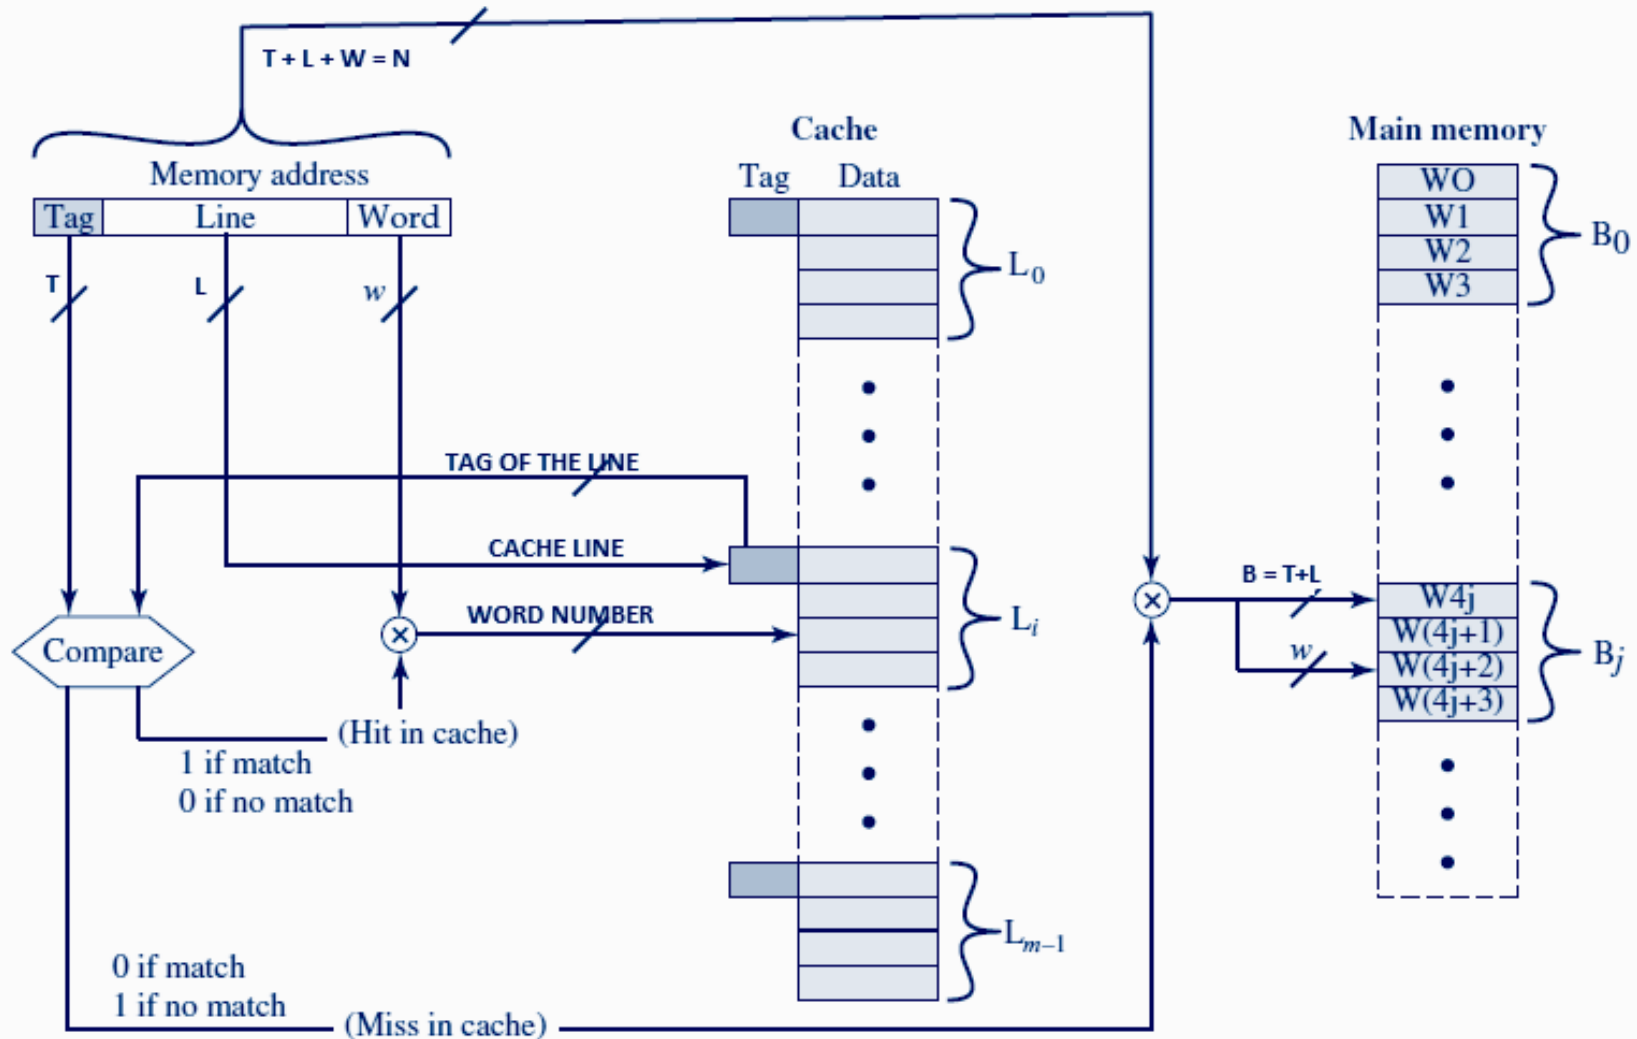 T + L + W = N
Cache
Main memory
Memory address
Tag Data
Tag Line Word
WO
W1
W2
W3
B0
T
L
w
L0
TAG OF THE LINE
CACHE LINE
WORD NUMBER
B = T+L
w
W4j
W(4j+1)
W(4j+2)
W(4j+3)
Bj
Li
Compare
(Hit in cache)
1 if match
0 if no match
Lm–1
0 if match
1 if no match
(Miss in cache)